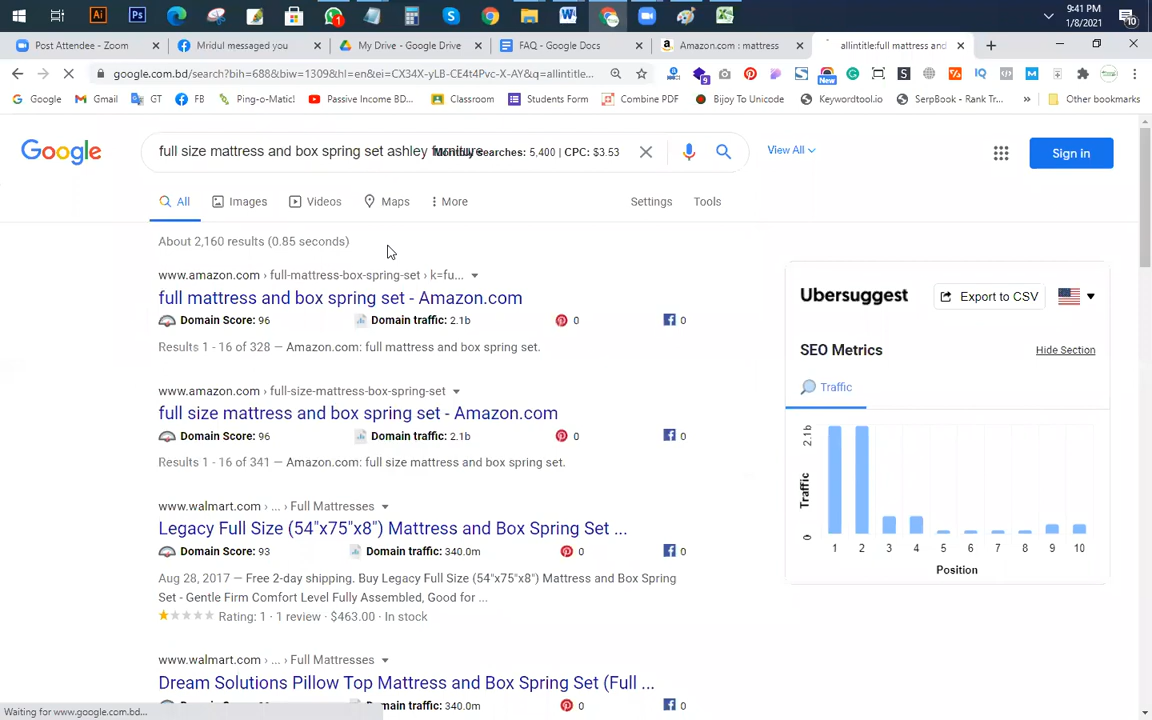 9:41 PM
1/8/2021
10
1
Post Attendee - Zoom
Mridul messaged you
My Drive - Google Drive
FAQ - Google Docs
Amazon.com : mattress
allintitle:full mattress and
google.com.bd/search?bih=688&biw=1309&hl=en&ei=CX34X-yLB-CE4t4Pvc-X-AY&q=allintitle...
9
New
Google
Gmail
GT
FB
Ping-o-Matic!
Passive Income BD...
Classroom
Students Form
Combine PDF
Bijoy To Unicode
Keywordtool.io
SerpBook - Rank Tr...
»
Other bookmarks
Google
full size mattress and box spring set ashley furniture
Monthly searches: 5,400 | CPC: $3.53
View All
Sign in
All
Images
Videos
Maps
More
Settings
Tools
About 2,160 results (0.85 seconds)
www.amazon.com › full-mattress-box-spring-set › k=fu...
full mattress and box spring set - Amazon.com
Domain Score: 96
Domain traffic: 2.1b
0
0
Results 1 - 16 of 328 — Amazon.com: full mattress and box spring set.
www.amazon.com › full-size-mattress-box-spring-set
full size mattress and box spring set - Amazon.com
Domain Score: 96
Domain traffic: 2.1b
0
0
Results 1 - 16 of 341 — Amazon.com: full size mattress and box spring set.
www.walmart.com › ... › Full Mattresses
Legacy Full Size (54"x75"x8") Mattress and Box Spring Set ...
Domain Score: 93
Domain traffic: 340.0m
0
0
Aug 28, 2017 — Free 2-day shipping. Buy Legacy Full Size (54"x75"x8") Mattress and Box Spring
Set - Gentle Firm Comfort Level Fully Assembled, Good for ...
Rating: 1 · 1 review · $463.00 · In stock
www.walmart.com › ... › Full Mattresses
Dream Solutions Pillow Top Mattress and Box Spring Set (Full ...
Domain traffic: 340.0m
0
0
Ubersuggest
Export to CSV
SEO Metrics
Hide Section
Traffic
2.1b
Traffic
0
1 2 3 4 5 6 7 8 9 10
Position
Waiting for www.google.com.bd...